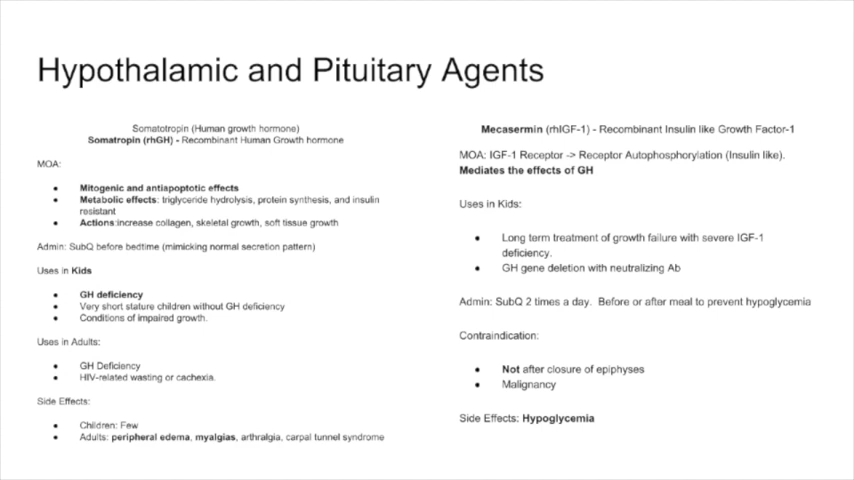 Hypothalamic and Pituitary Agents
Somatotropin (Human growth hormone)
Somatropin (rhGH) - Recombinant Human Growth hormone
MOA:
● Mitogenic and antiapoptotic effects
● Metabolic effects: triglyceride hydrolysis, protein synthesis, and insulin
resistant
● Actions:increase collagen, skeletal growth, soft tissue growth
Admin: SubQ before bedtime (mimicking normal secretion pattern)
Uses in Kids
● GH deficiency
● Very short stature children without GH deficiency
● Conditions of impaired growth.
Uses in Adults:
● GH Deficiency
● HIV-related wasting or cachexia.
Side Effects:
● Children: Few
● Adults: peripheral edema, myalgias, arthralgia, carpal tunnel syndrome
Mecasermin (rhIGF-1) - Recombinant Insulin like Growth Factor-1
MOA: IGF-1 Receptor -> Receptor Autophosphorylation (Insulin like).
Mediates the effects of GH
Uses in Kids:
● Long term treatment of growth failure with severe IGF-1
deficiency.
● GH gene deletion with neutralizing Ab
Admin: SubQ 2 times a day. Before or after meal to prevent hypoglycemia
Contraindication:
● Not after closure of epiphyses
● Malignancy
Side Effects: Hypoglycemia